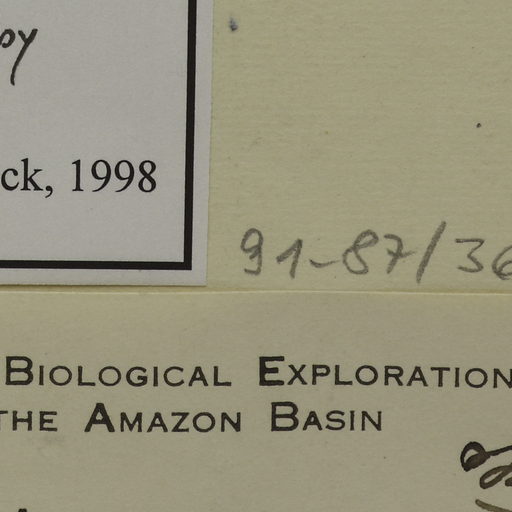 ck, 1998
91-87/36
BIOLOGICAL EXPLORATION
THE AMAZON BASIN